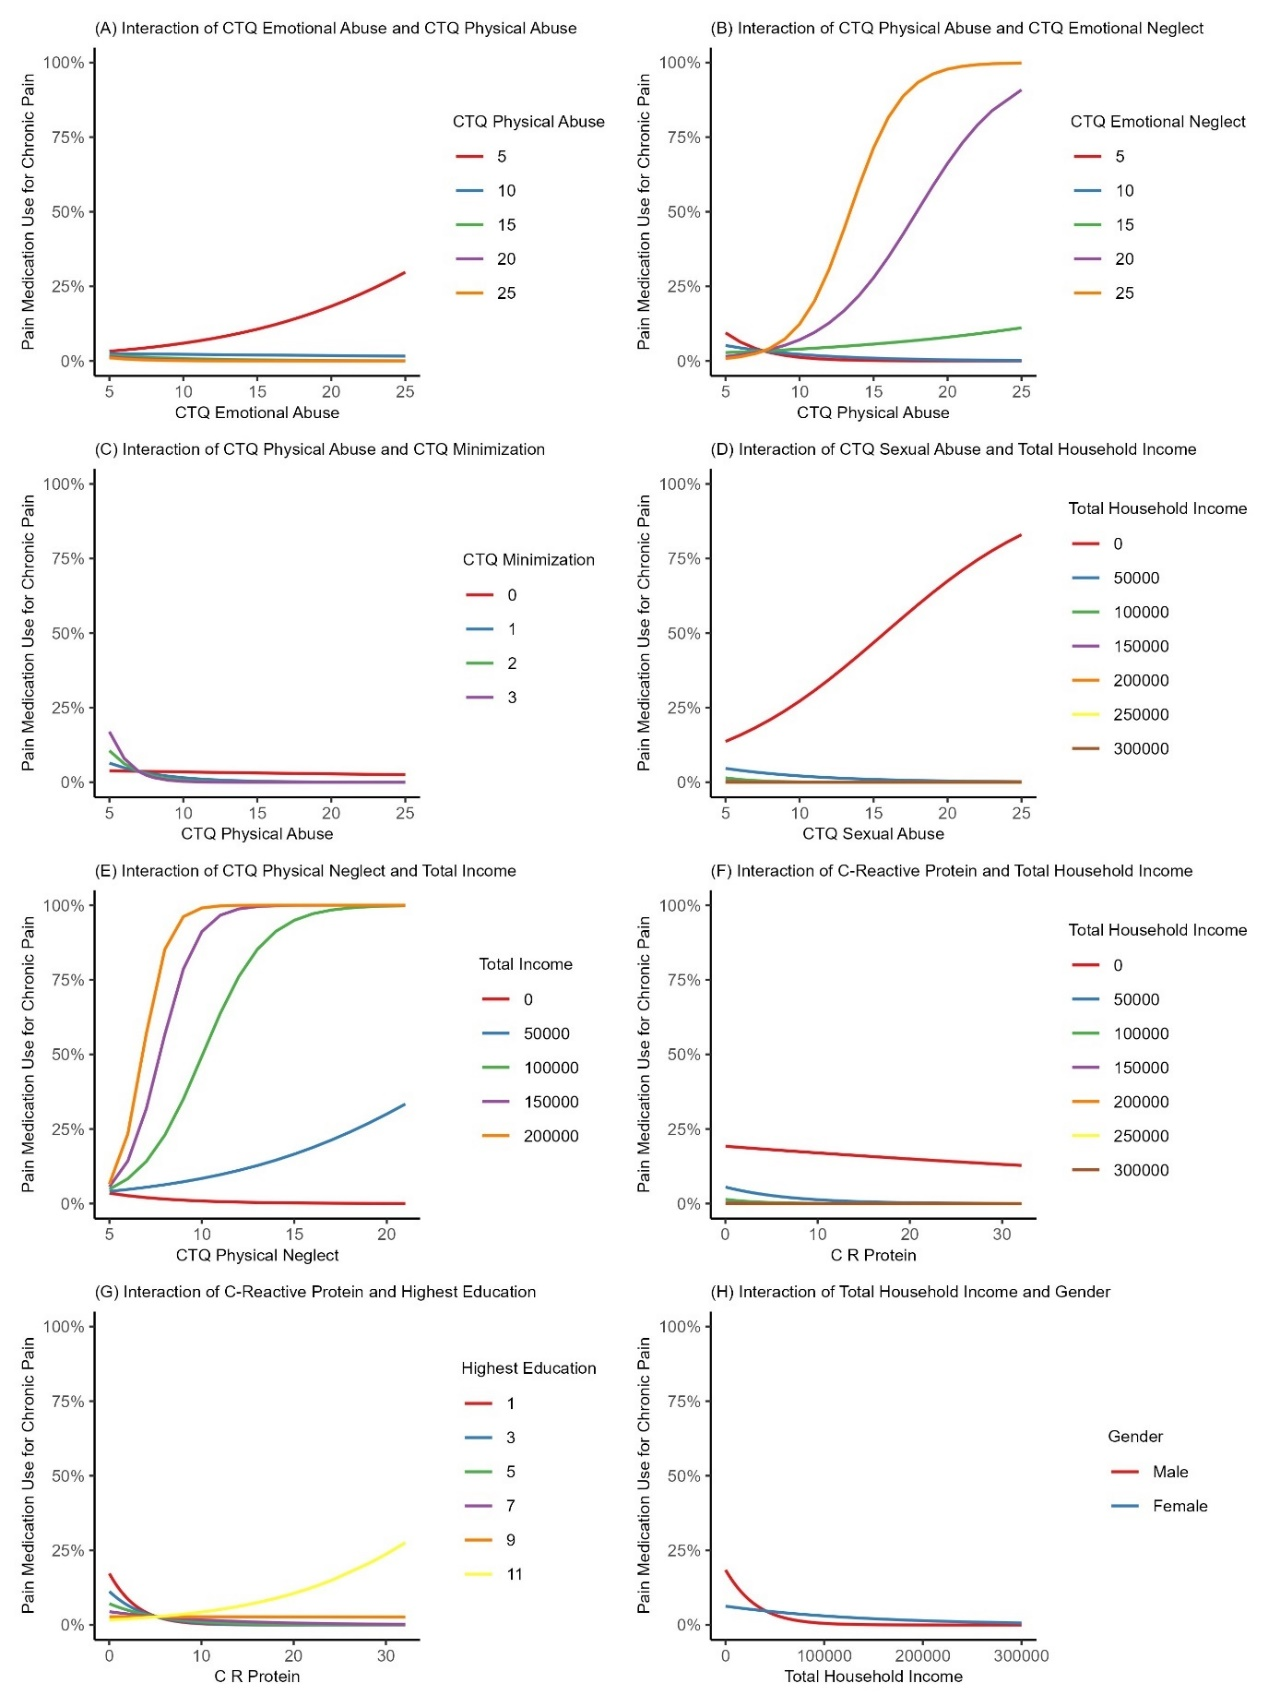 (A) Interaction of CTQ Emotional Abuse and CTQ Physical Abuse
Pain Medication Use for Chronic Pain
100%
75%
50%
25%
0%
5 10 15 20 25
CTQ Emotional Abuse
CTQ Physical Abuse
5
10
15
20
25
(B) Interaction of CTQ Physical Abuse and CTQ Emotional Neglect
Pain Medication Use for Chronic Pain
100%
75%
50%
25%
0%
5 10 15 20 25
CTQ Physical Abuse
CTQ Emotional Neglect
5
10
15
20
25
(C) Interaction of CTQ Physical Abuse and CTQ Minimization
Pain Medication Use for Chronic Pain
100%
75%
50%
25%
0%
5 10 15 20 25
CTQ Physical Abuse
CTQ Minimization
0
1
2
3
(D) Interaction of CTQ Sexual Abuse and Total Household Income
Pain Medication Use for Chronic Pain
100%
75%
50%
25%
0%
5 10 15 20 25
CTQ Sexual Abuse
Total Household Income
0
50000
100000
150000
200000
250000
300000
(E) Interaction of CTQ Physical Neglect and Total Income
Pain Medication Use for Chronic Pain
100%
75%
50%
25%
0%
5 10 15 20
CTQ Physical Neglect
Total Income
0
50000
100000
150000
200000
(F) Interaction of C-Reactive Protein and Total Household Income
Pain Medication Use for Chronic Pain
100%
75%
50%
25%
0%
0 10 20 30
C R Protein
Total Household Income
0
50000
100000
150000
200000
250000
300000
(G) Interaction of C-Reactive Protein and Highest Education
Pain Medication Use for Chronic Pain
100%
75%
50%
25%
0%
0 10 20 30
C R Protein
Highest Education
1
3
5
7
9
11
(H) Interaction of Total Household Income and Gender
Pain Medication Use for Chronic Pain
100%
75%
50%
25%
0%
0 100000 200000 300000
Total Household Income
Gender
Male
Female